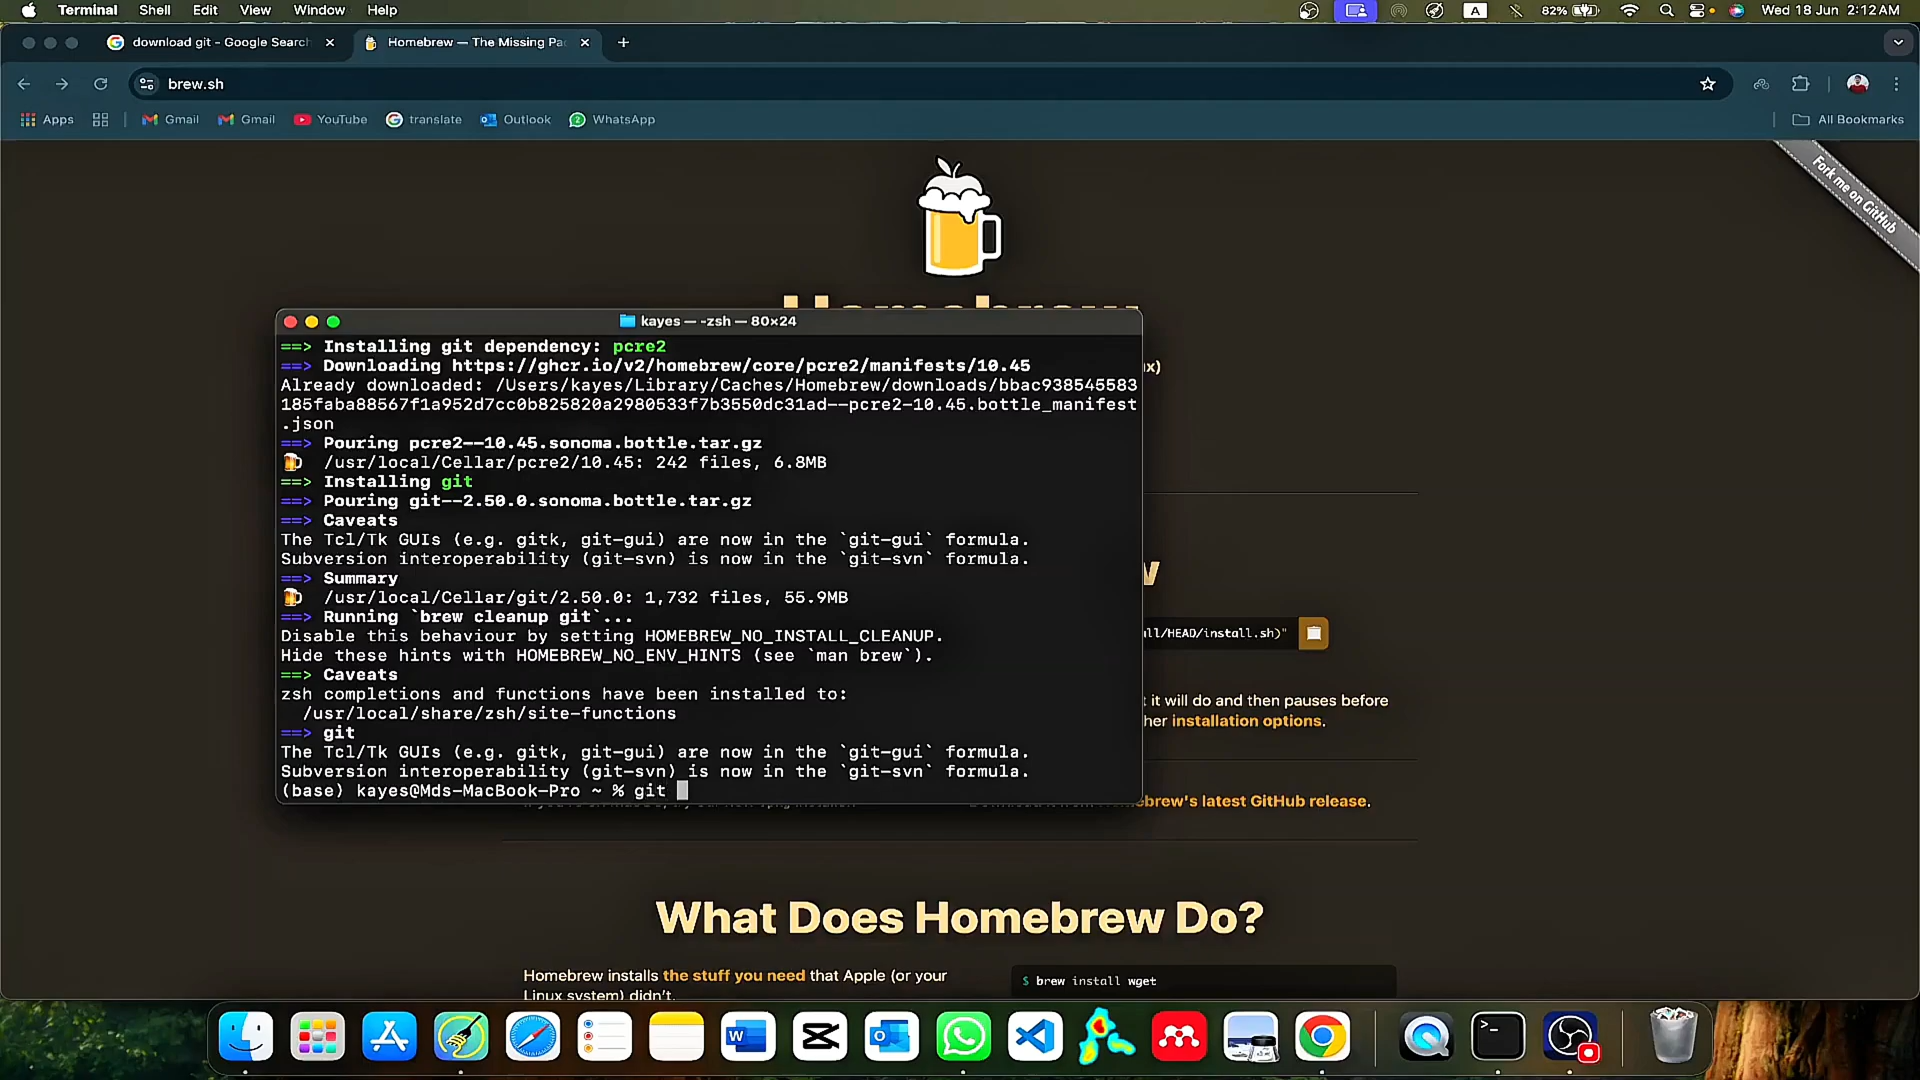 Terminal Shell Edit View Window Help A 82% Wed 18 Jun 2:12 AM
download git - Google Search Homebrew — The Missing Pa
brew.sh
Apps Gmail Gmail YouTube translate Outlook WhatsApp All Bookmarks
Fork me on GitHub
Homebrew
kayes — -zsh — 80×24
==> Installing git dependency: pcre2
==> Downloading https://ghcr.io/v2/homebrew/core/pcre2/manifests/10.45
Already downloaded: /Users/kayes/Library/Caches/Homebrew/downloads/bbac938545583
185faba88567f1a952d7cc0b825820a2980533f7b3550dc31ad--pcre2-10.45.bottle_manifest
.json
==> Pouring pcre2--10.45.sonoma.bottle.tar.gz
/usr/local/Cellar/pcre2/10.45: 242 files, 6.8MB
==> Installing git
==> Pouring git--2.50.0.sonoma.bottle.tar.gz
==> Caveats
The Tcl/Tk GUIs (e.g. gitk, git-gui) are now in the `git-gui` formula.
Subversion interoperability (git-svn) is now in the `git-svn` formula.
==> Summary
/usr/local/Cellar/git/2.50.0: 1,732 files, 55.9MB
==> Running `brew cleanup git`...
Disable this behaviour by setting HOMEBREW_NO_INSTALL_CLEANUP.
Hide these hints with HOMEBREW_NO_ENV_HINTS (see `man brew`).
==> Caveats
zsh completions and functions have been installed to:
/usr/local/share/zsh/site-functions
==> git
The Tcl/Tk GUIs (e.g. gitk, git-gui) are now in the `git-gui` formula.
Subversion interoperability (git-svn) is now in the `git-svn` formula.
(base) kayes@Mds-MacBook-Pro ~ % git
x)
w
ll/HEAD/install.sh)"
t it will do and then pauses before
her installation options.
ebrew's latest GitHub release.
What Does Homebrew Do?
Homebrew installs the stuff you need that Apple (or your
Linux system) didn't.
$ brew install wget